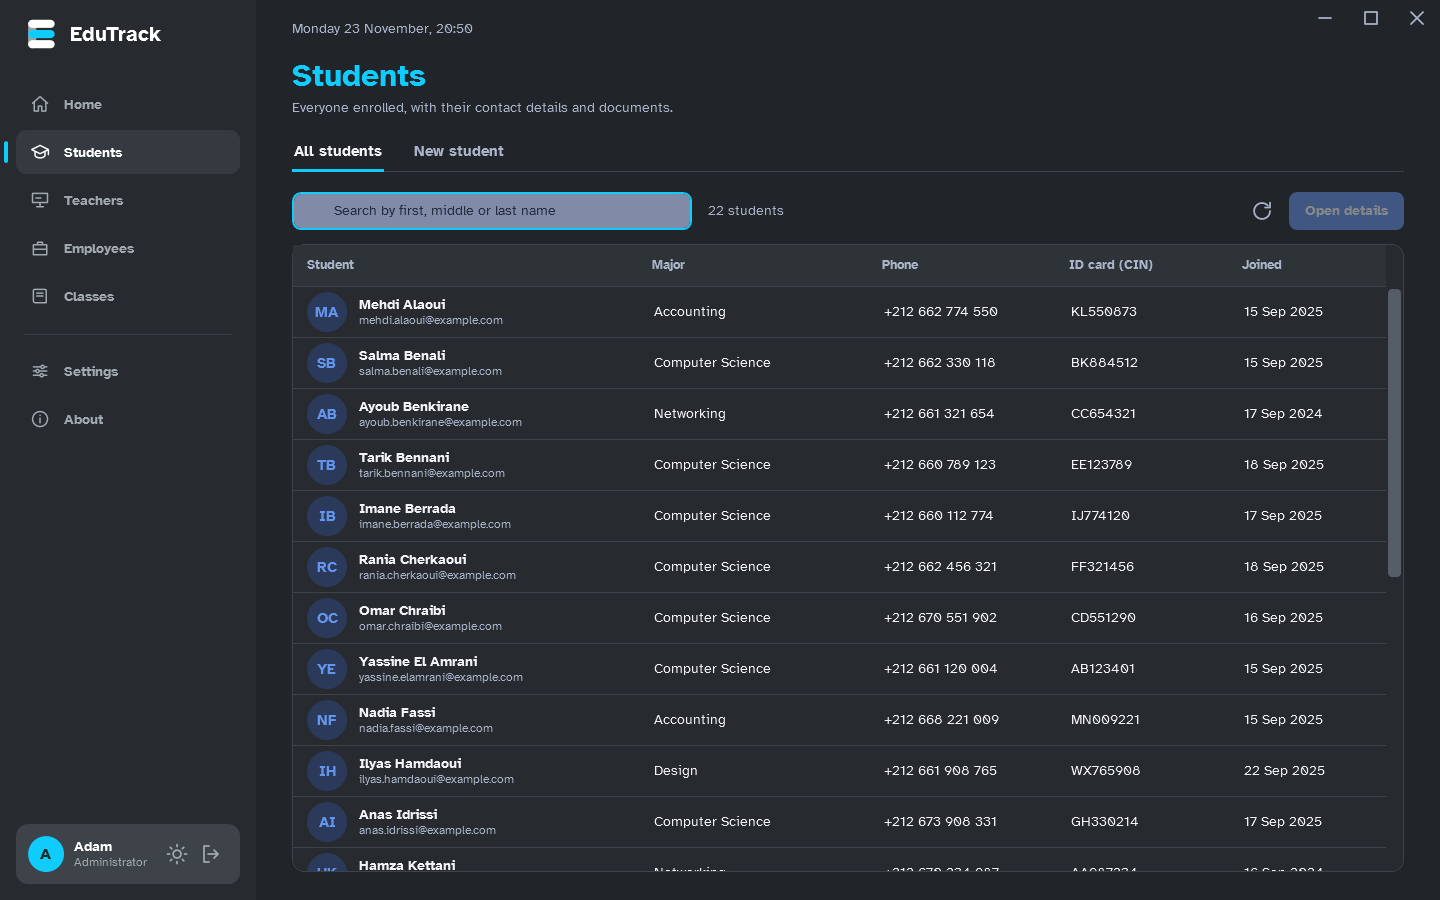 EduTrack
Home
Students
Teachers
Employees
Classes
Settings
About
A
Adam
Administrator
Monday 23 November, 20:50
Students
Everyone enrolled, with their contact details and documents.
All students New student
Search by first, middle or last name
22 students
Open details
Student Major Phone ID card (CIN) Joined
MA Mehdi Alaoui
mehdi.alaoui@example.com Accounting +212 662 774 550 KL550873 15 Sep 2025
SB Salma Benali
salma.benali@example.com Computer Science +212 662 330 118 BK884512 15 Sep 2025
AB Ayoub Benkirane
ayoub.benkirane@example.com Networking +212 661 321 654 CC654321 17 Sep 2024
TB Tarik Bennani
tarik.bennani@example.com Computer Science +212 660 789 123 EE123789 18 Sep 2025
IB Imane Berrada
imane.berrada@example.com Computer Science +212 660 112 774 IJ774120 17 Sep 2025
RC Rania Cherkaoui
rania.cherkaoui@example.com Computer Science +212 662 456 321 FF321456 18 Sep 2025
OC Omar Chraibi
omar.chraibi@example.com Computer Science +212 670 551 902 CD551290 16 Sep 2025
YE Yassine El Amrani
yassine.elamrani@example.com Computer Science +212 661 120 004 AB123401 15 Sep 2025
NF Nadia Fassi
nadia.fassi@example.com Accounting +212 668 221 009 MN009221 15 Sep 2025
IH Ilyas Hamdaoui
ilyas.hamdaoui@example.com Design +212 661 908 765 WX765908 22 Sep 2025
AI Anas Idrissi
anas.idrissi@example.com Computer Science +212 673 908 331 GH330214 17 Sep 2025
Hamza Kettani